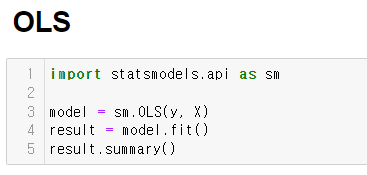 OLS
1 import statsmodels.api as sm
2
3 model = sm.OLS(y, X)
4 result = model.fit()
5 result.summary()